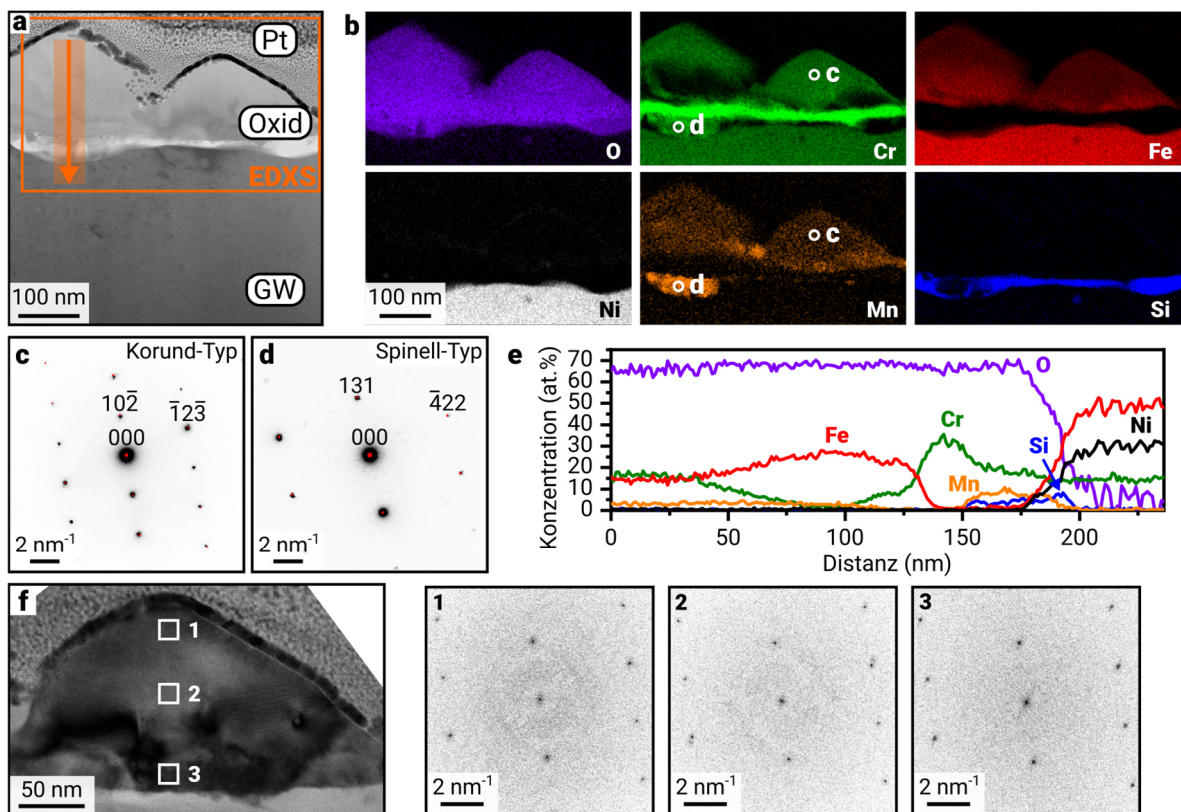 a
Pt
Oxid
EDXS
GW
100 nm
b
O
c
d
Cr
Fe
100 nm
Ni
c
d
Mn
Si
c
Korund-Typ
102̅
1̅23̅
000
2 nm⁻¹
d
Spinell-Typ
131
4̅22
000
2 nm⁻¹
e
Konzentration (at.%)
70
60
50
40
30
20
10
0
O
Fe
Cr
Mn
Si
Ni
0 50 100 150 200
Distanz (nm)
f
1
2
3
50 nm
1
2 nm⁻¹
2
2 nm⁻¹
3
2 nm⁻¹